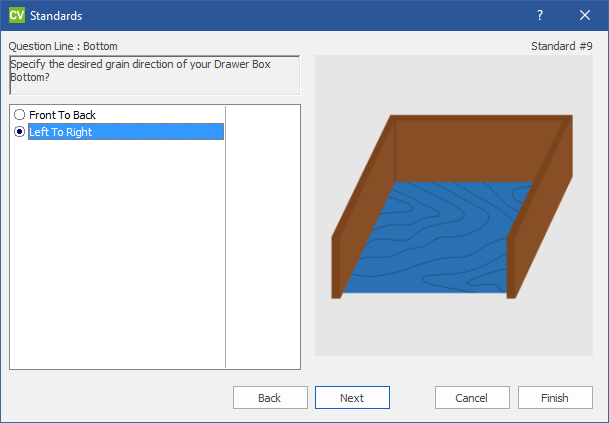 CV Standards ?
Question Line : Bottom Standard #9
Specify the desired grain direction of your Drawer Box
Bottom?
Front To Back
Left To Right
Back Next Cancel Finish